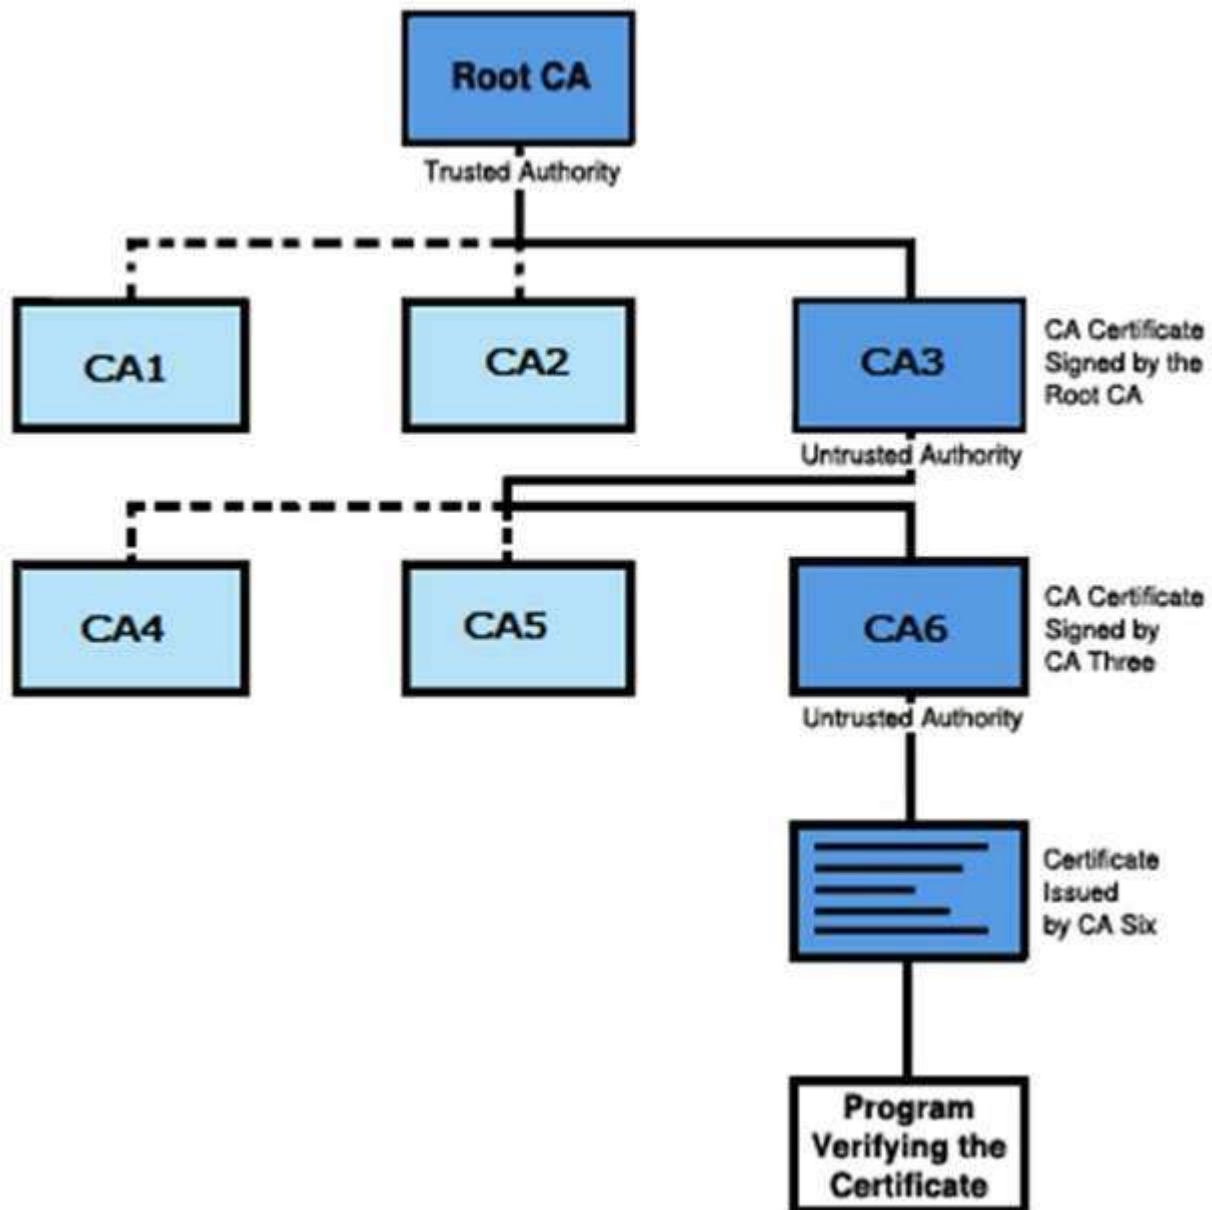 Root CA
Trusted Authority
CA1
CA2
CA3
CA Certificate
Signed by the
Root CA
Untrusted Authority
CA4
CA5
CA6
CA Certificate
Signed by
CA Three
Untrusted Authority
Certificate
Issued
by CA Six
Program
Verifying the
Certificate